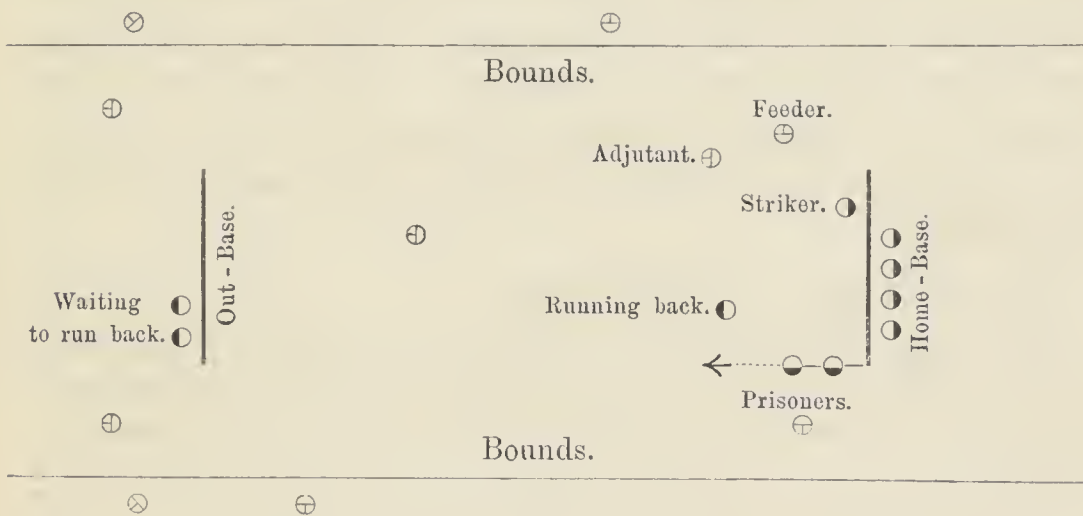 Bounds.
Feeder.
Adjutant.
Striker.
Out - Base.
Home - Base.
Waiting
to run back.
Running back.
Prisoners.
Bounds.